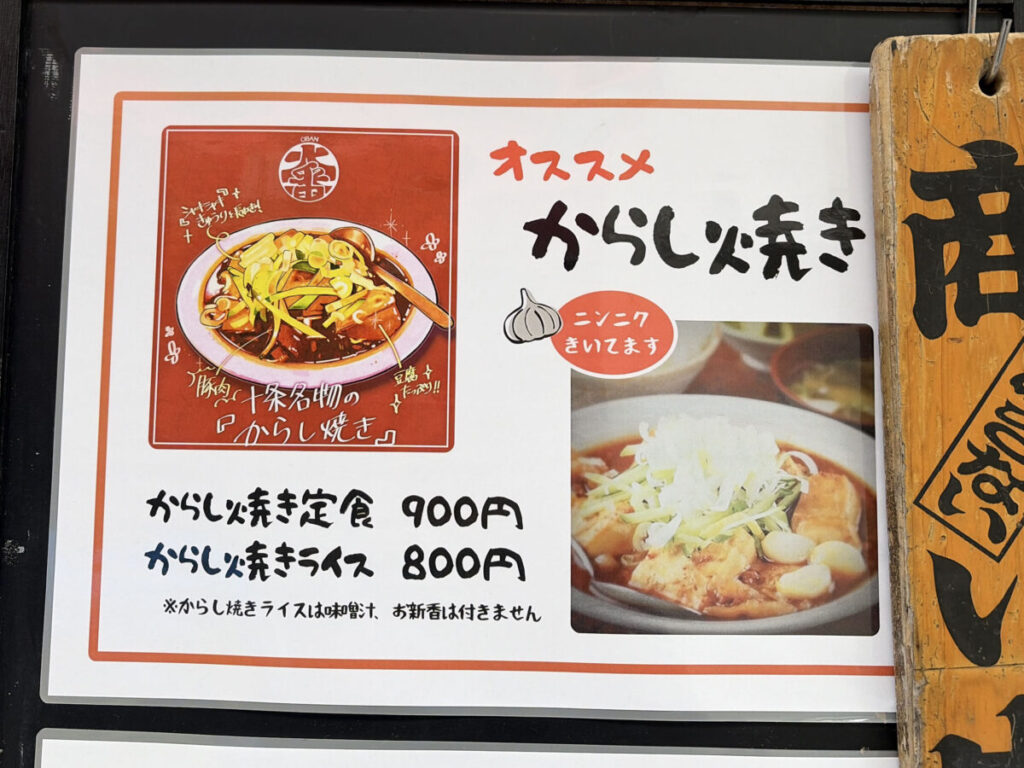 オススメ
からし焼き
OBAN
大番
シャキシャキ
きゅうりと長ねぎ!
豚肉
豆腐
たっぷり!!
十条名物の
『からし焼き』
ニンニク
きいてます
からし焼き定食 900円
からし焼きライス 800円
※からし焼きライスは味噌汁、お新香は付きません
商
い